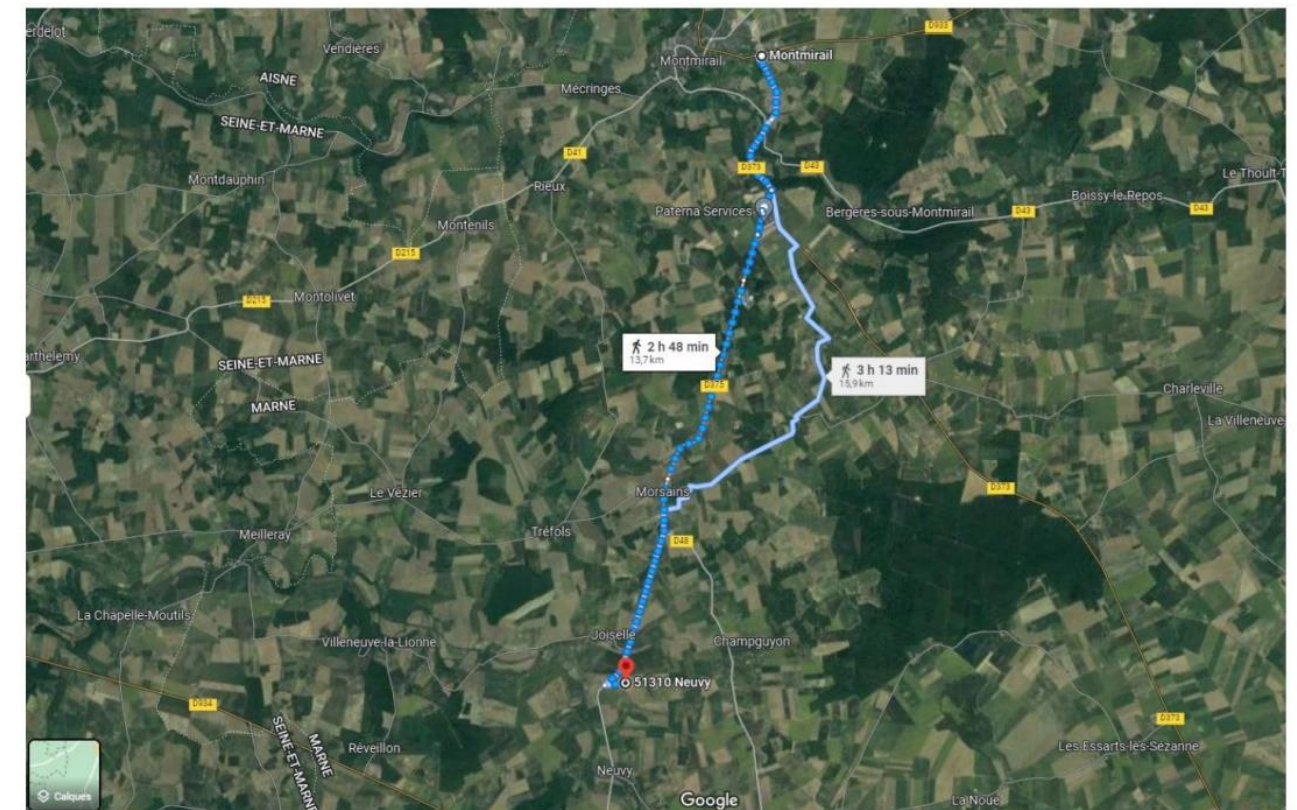 erdelot
Vendières
Montmirail
Montmirail
D933
AISNE
Mécringes
SEINE-ET-MARNE
D41
D373
D43
Montdauphin
Rieux
Le Thoult-T
Boissy-le-Repos
Paterna Services
Bergères-sous-Montmirail
D43
D43
Montenils
D215
D215
Montolivet
arthelemy
SEINE-ET-MARNE
2 h 48 min
13,7 km
3 h 13 min
15,9 km
D375
MARNE
Charleville
La Villeneuve
Le Vézier
Morsains
D373
Meilleray
Tréfols
D48
La Chapelle-Moutils
Villeneuve-la-Lionne
Joiselle
Champguyon
51310 Neuvy
D934
SEINE-ET-MARNE
MARNE
D373
Réveillon
Les Essarts-lès-Sézanne
Neuvy
Calques
Google
La Noue